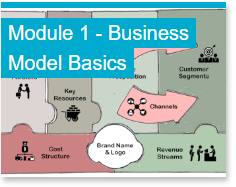 Module 1 - Business
Model Basics
Customer
Segments
Key
Resources
Channels
Cost
Structure
Brand Name
& Logo
Revenue
Streams